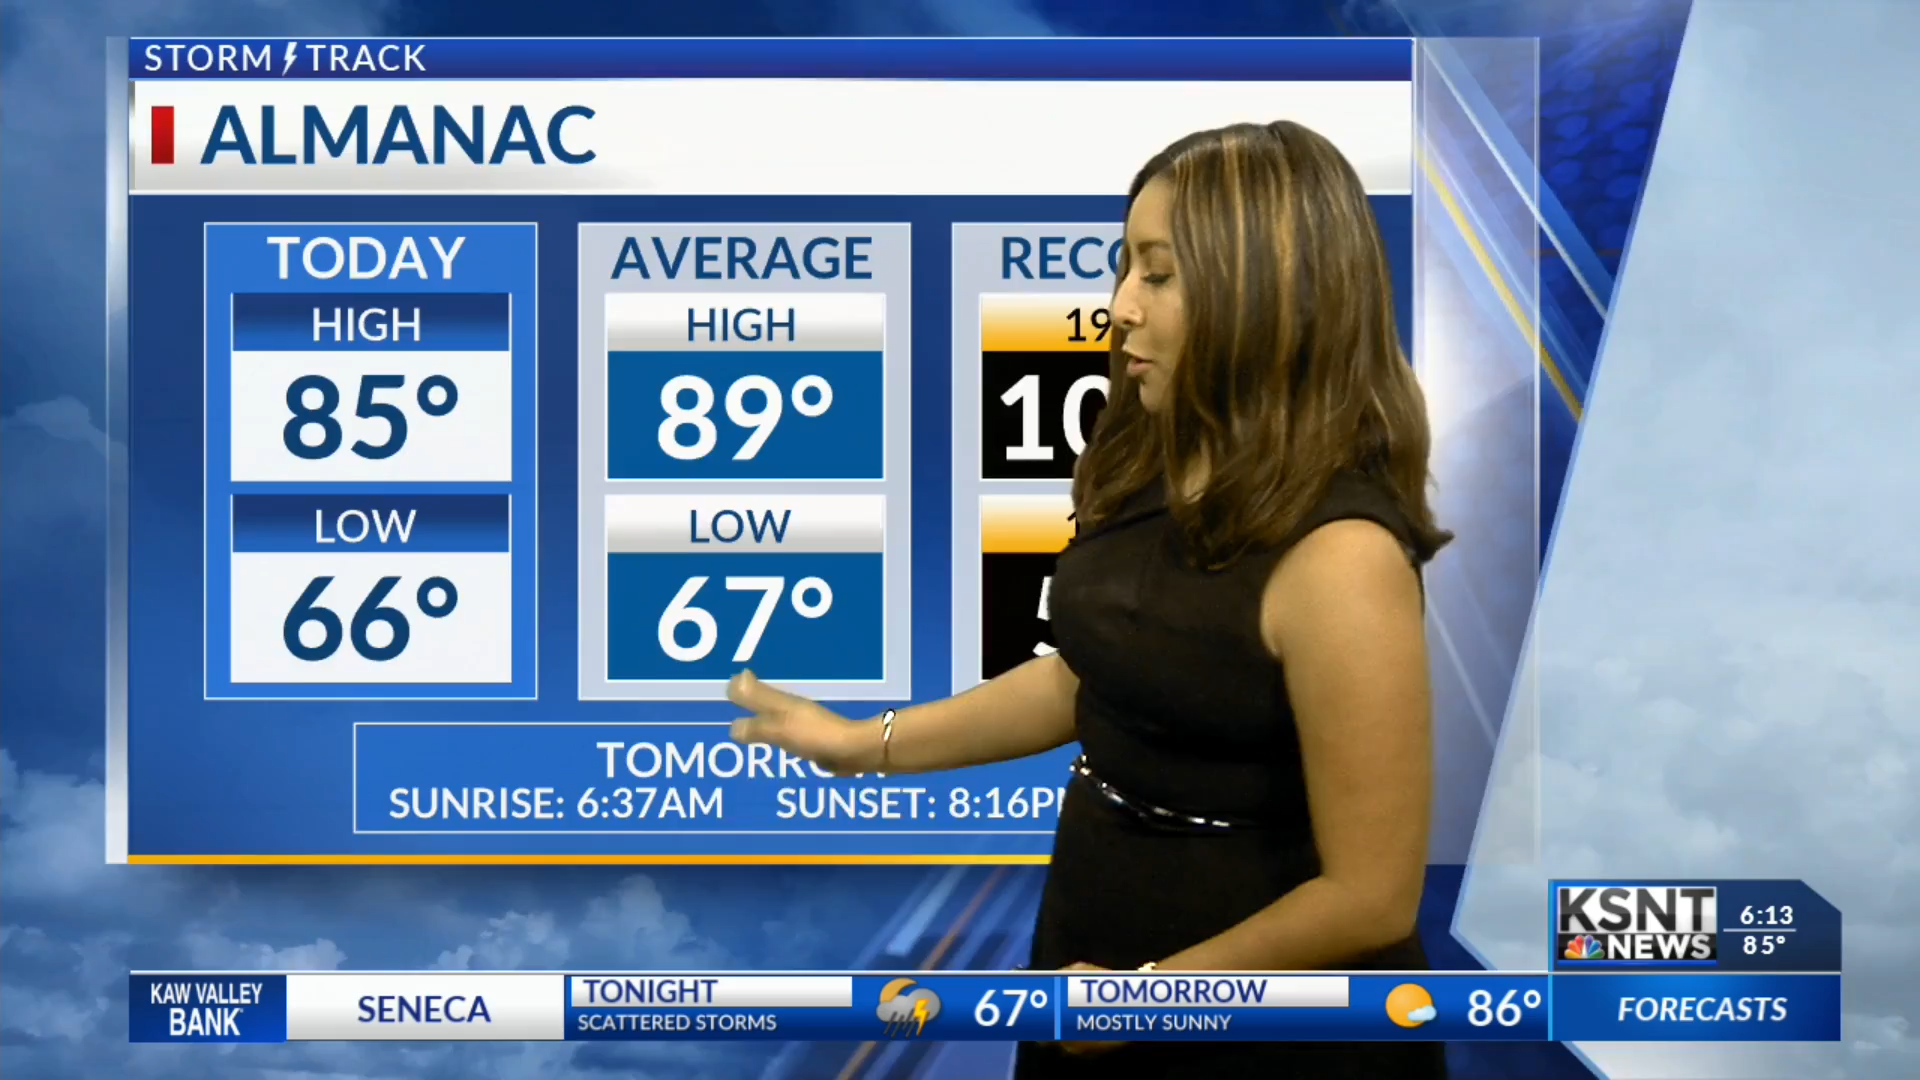 STORM TRACK
ALMANAC
TODAY
HIGH
85°
LOW
66°
AVERAGE
HIGH
89°
LOW
67°
SUNRISE: 6:37AM SUNSET: 8:16PM
KSNT
NEWS
6:13
85°
KAW VALLEY
BANK
SENECA
TONIGHT
SCATTERED STORMS
67°
TOMORROW
MOSTLY SUNNY
86°
FORECASTS